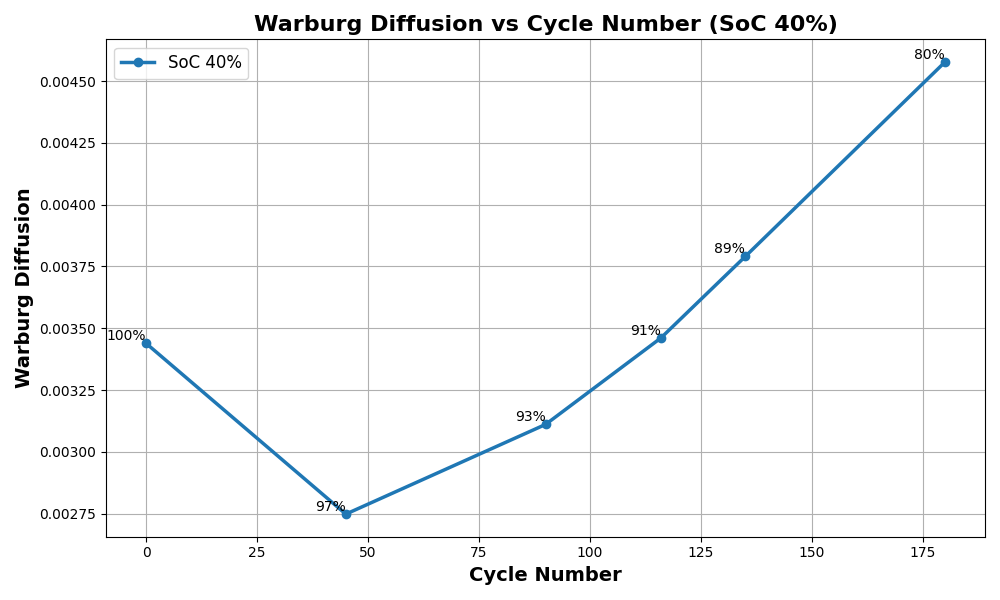 Warburg Diffusion vs Cycle Number (SoC 40%)
SoC 40%
80%
0.00450
0.00425
0.00400
89%
0.00375
0.00350
100%
91%
0.00325
93%
0.00300
97%
0.00275
Warburg Diffusion
0 25 50 75 100 125 150 175
Cycle Number